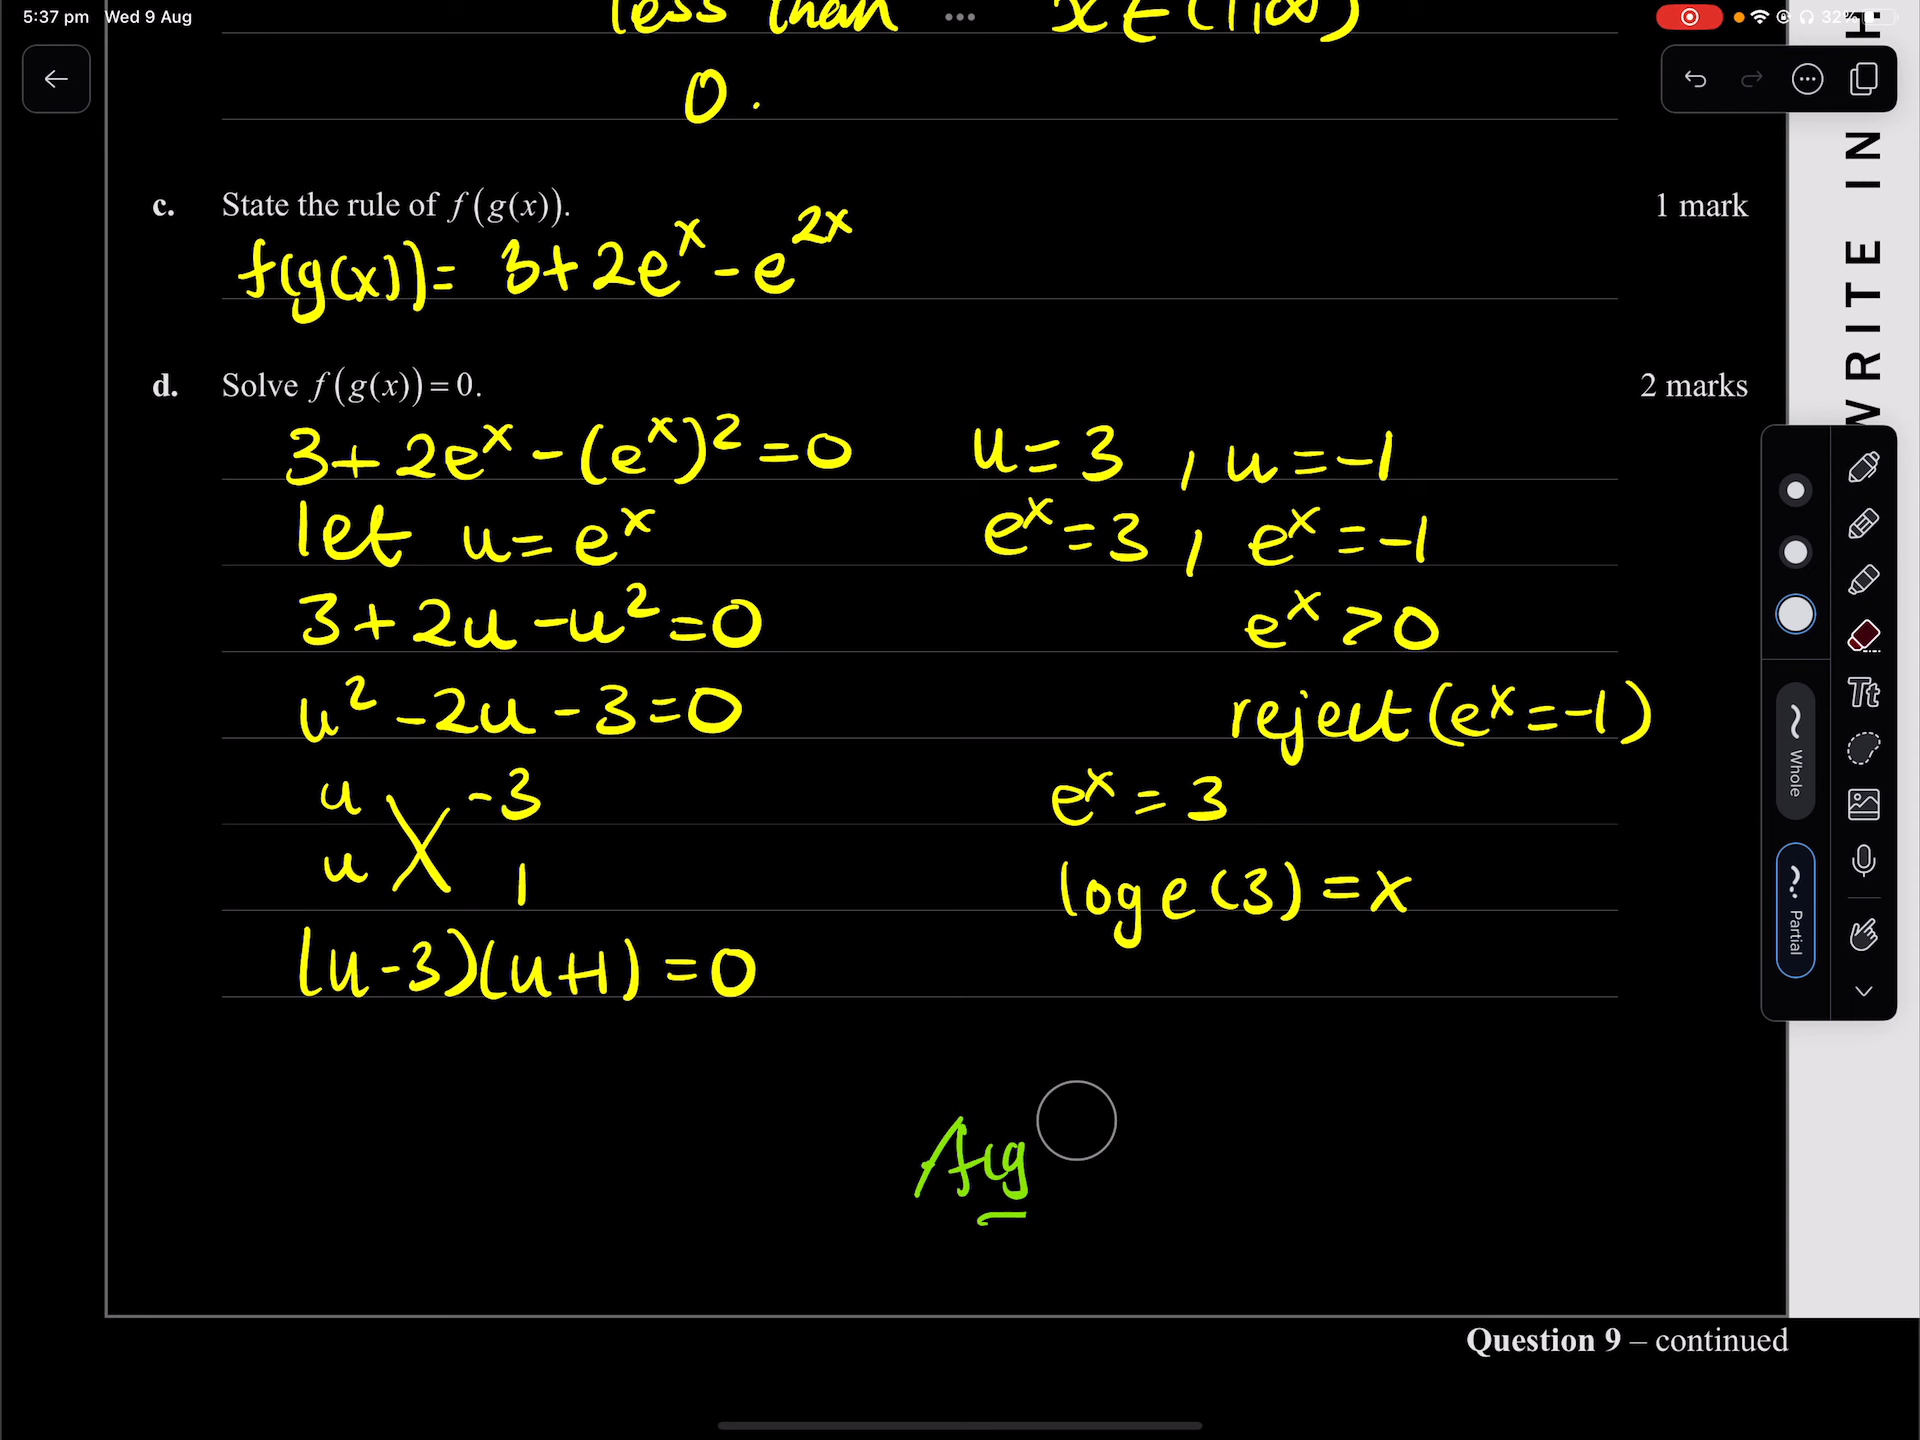 5:37 pm Wed 9 Aug
less than x∈(1,∞)
0.
c. State the rule of f(g(x)). 1 mark
f(g(x))= 3+2e^x-e^2x
d. Solve f(g(x))=0. 2 marks
3+2e^x-(e^x)^2=0
let u=e^x
3+2u-u^2=0
u^2-2u-3=0
u -3
u 1
(u-3)(u+1)=0
u=3 , u=-1
e^x=3 , e^x=-1
e^x>0
reject(e^x=-1)
e^x=3
loge(3)=x
Question 9 – continued
WRITE IN
Tt
Whole
Partial